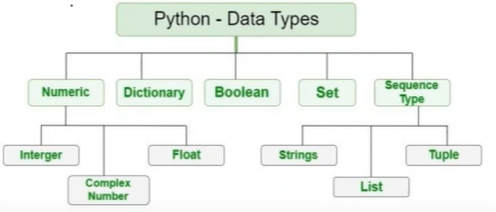 Python - Data Types
Numeric
Dictionary
Boolean
Set
Sequence
Type
Interger
Complex
Number
Float
Strings
List
Tuple